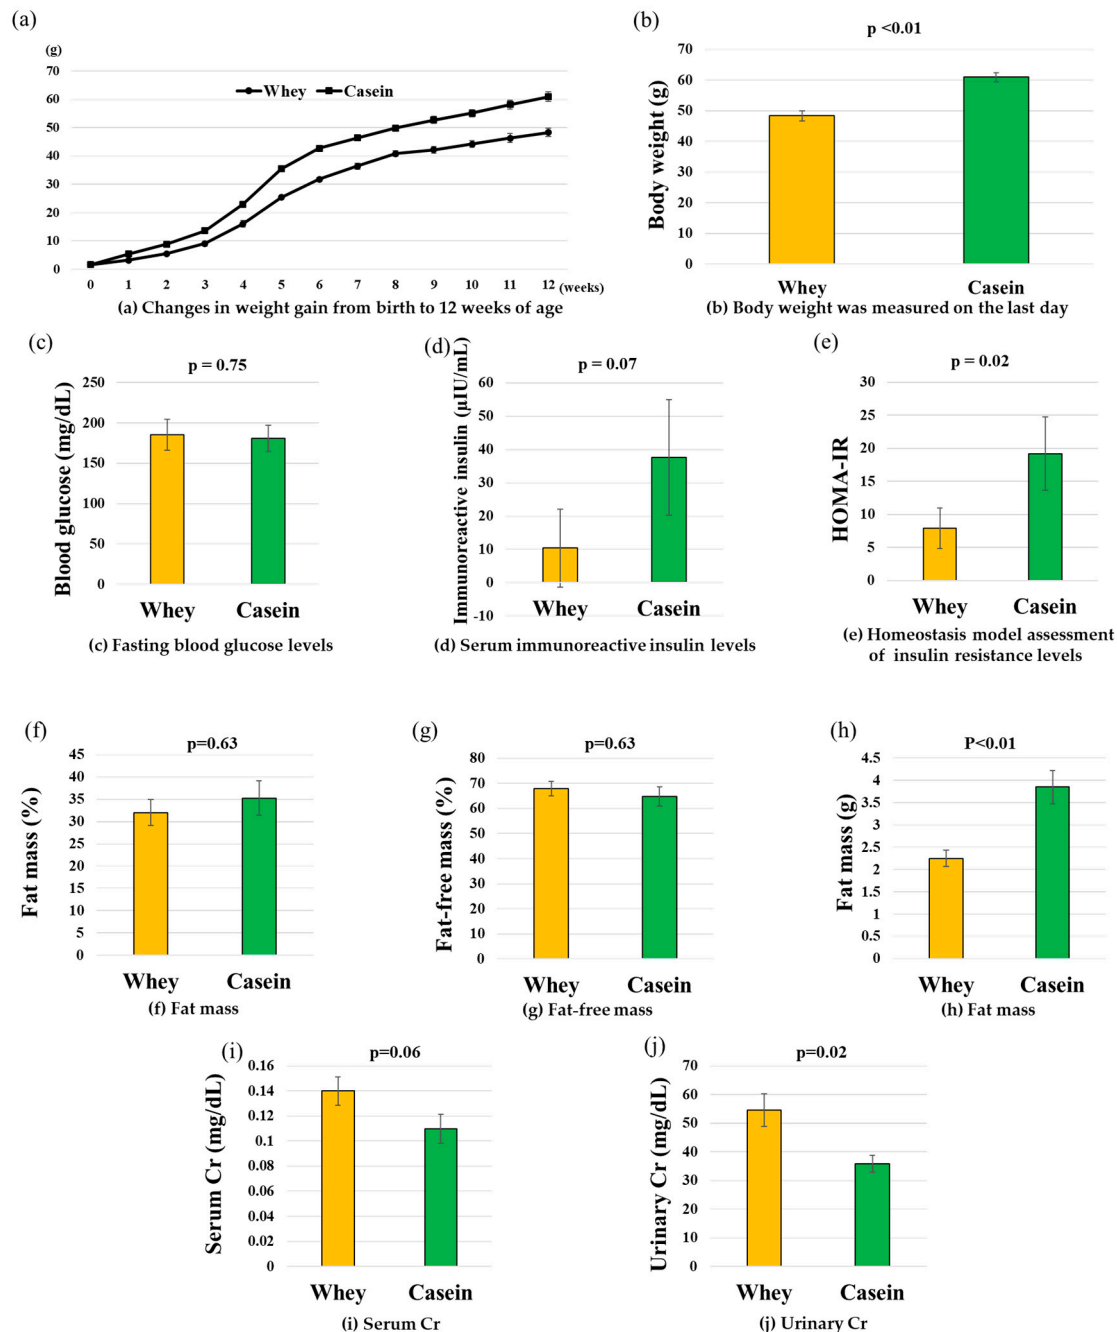 (a)
(g)
70
60
50
40
30
20
10
0
Whey Casein
0 1 2 3 4 5 6 7 8 9 10 11 12 (weeks)
(a) Changes in weight gain from birth to 12 weeks of age
(b)
p <0.01
Body weight (g)
70
60
50
40
30
20
10
0
Whey Casein
(b) Body weight was measured on the last day
(c)
p = 0.75
Blood glucose (mg/dL)
250
200
150
100
50
0
Whey Casein
(c) Fasting blood glucose levels
(d)
p = 0.07
Immunoreactive insulin (µIU/mL)
60
50
40
30
20
10
0
-10
Whey Casein
(d) Serum immunoreactive insulin levels
(e)
p = 0.02
HOMA-IR
30
25
20
15
10
5
0
Whey Casein
(e) Homeostasis model assessment
of insulin resistance levels
(f)
p=0.63
Fat mass (%)
45
40
35
30
25
20
15
10
5
0
Whey Casein
(f) Fat mass
(g)
p=0.63
Fat-free mass (%)
80
70
60
50
40
30
20
10
0
Whey Casein
(g) Fat-free mass
(h)
P<0.01
Fat mass (g)
4.5
4
3.5
3
2.5
2
1.5
1
0.5
0
Whey Casein
(h) Fat mass
(i)
p=0.06
Serum Cr (mg/dL)
0.16
0.14
0.12
0.1
0.08
0.06
0.04
0.02
0
Whey Casein
(i) Serum Cr
(j)
p=0.02
Urinary Cr (mg/dL)
70
60
50
40
30
20
10
0
Whey Casein
(j) Urinary Cr